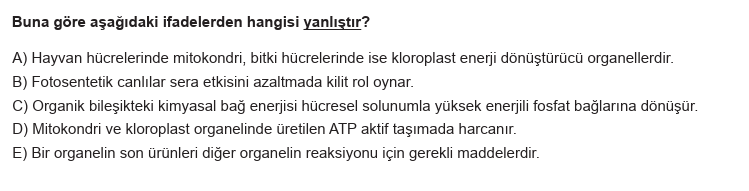 Buna göre aşağıdaki ifadelerden hangisi yanlıştır?
A) Hayvan hücrelerinde mitokondri, bitki hücrelerinde ise kloroplast enerji dönüştürücü organellerdir.
B) Fotosentetik canlılar sera etkisini azaltmada kilit rol oynar.
C) Organik bileşikteki kimyasal bağ enerjisi hücresel solunumla yüksek enerjili fosfat bağlarına dönüşür.
D) Mitokondri ve kloroplast organelinde üretilen ATP aktif taşımada harcanır.
E) Bir organelin son ürünleri diğer organelin reaksiyonu için gerekli maddelerdir.